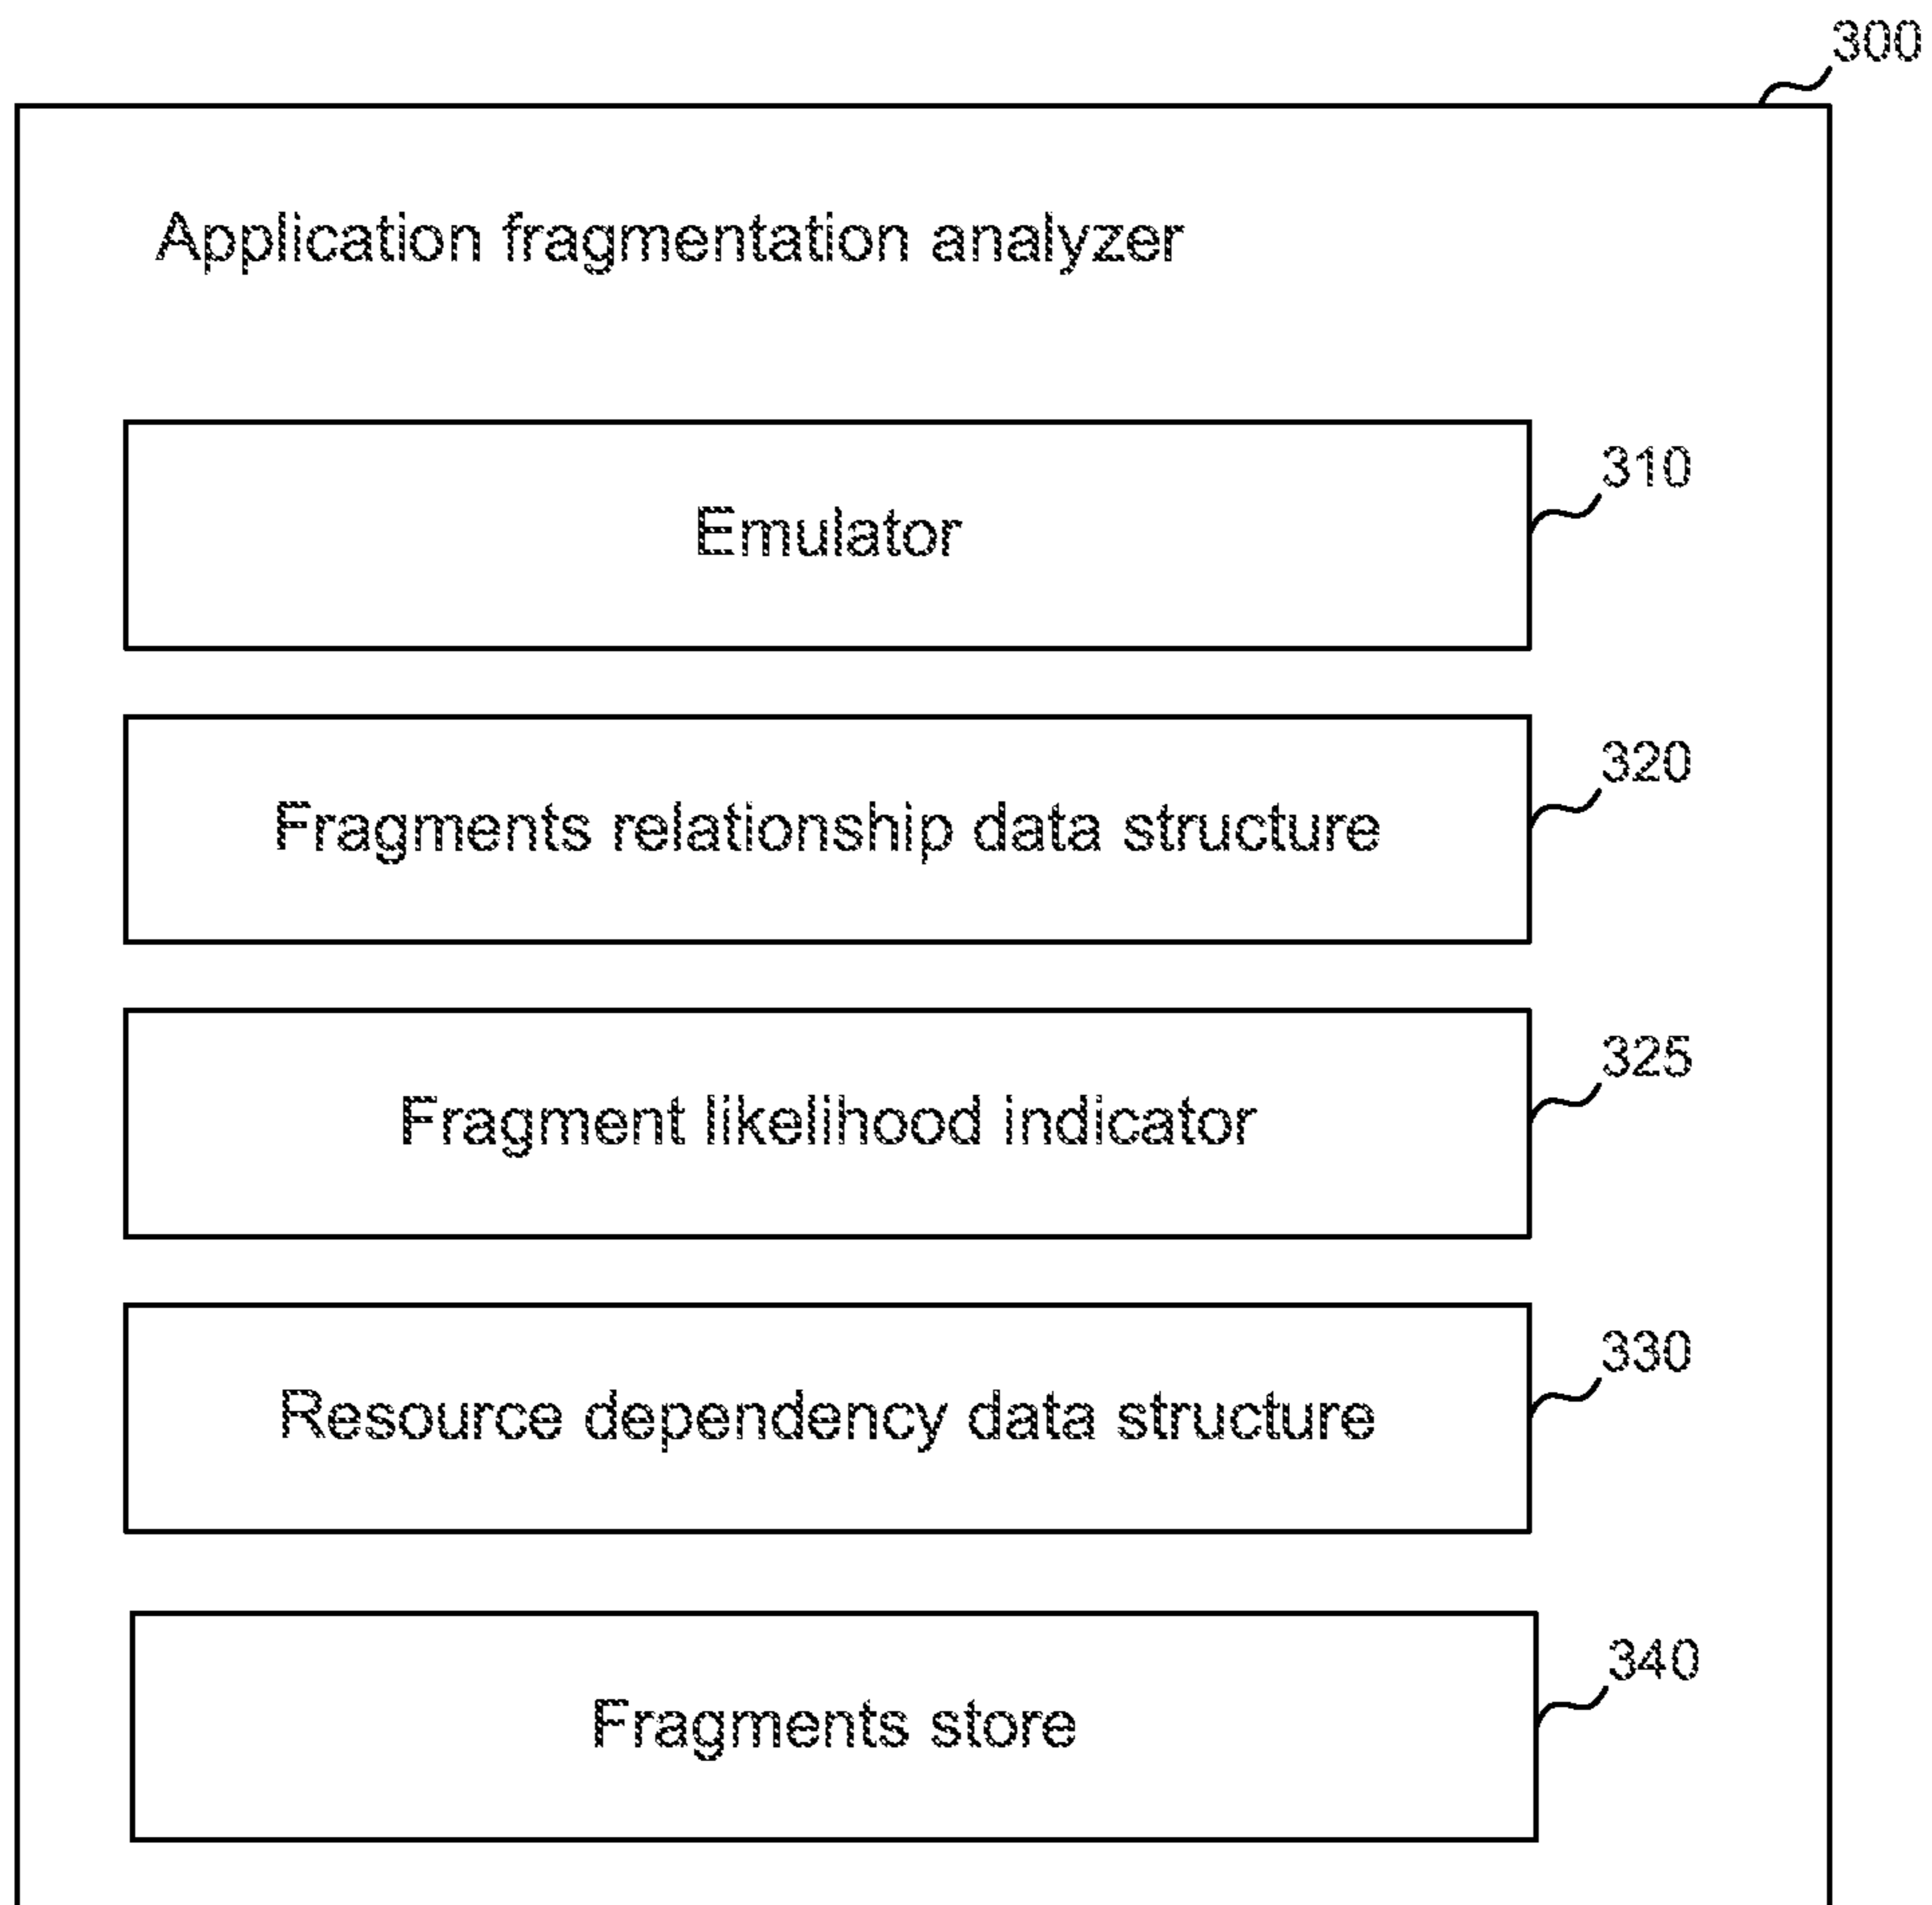 300
Application fragmentation analyzer
310
Emulator
320
Fragments relationship data structure
325
Fragment likelihood indicator
330
Resource dependency data structure
340
Fragments store